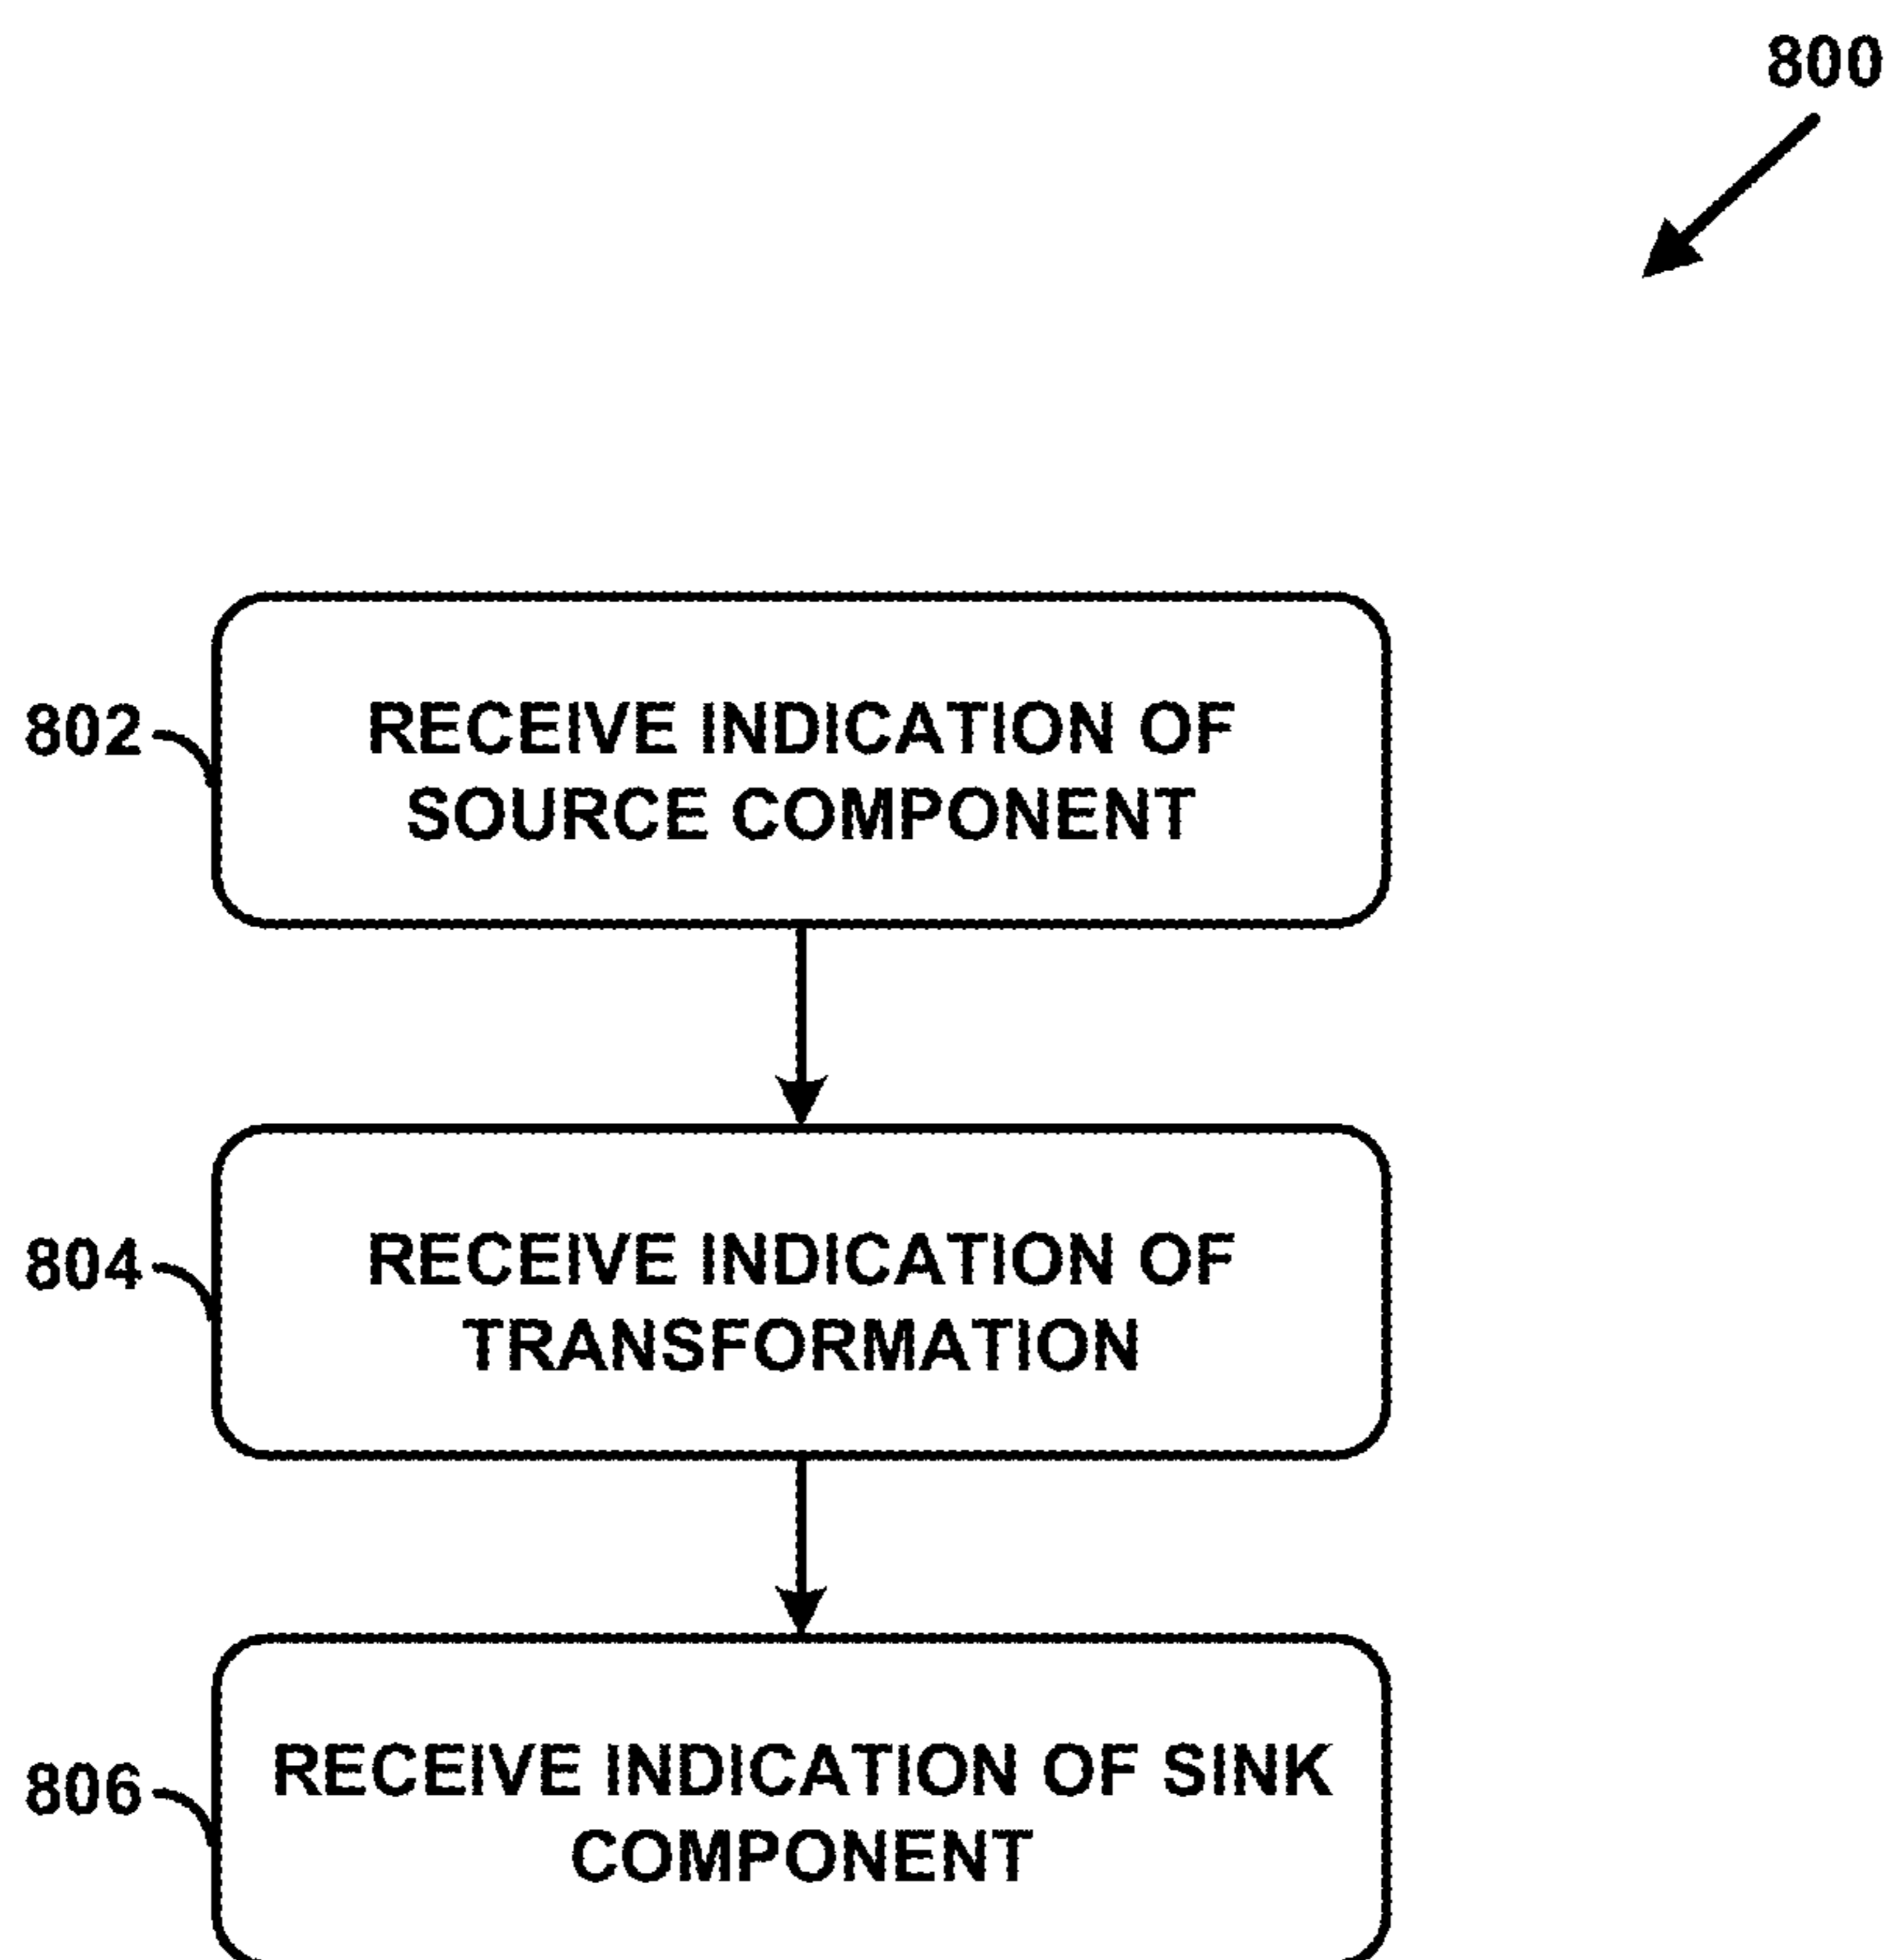 800
802
RECEIVE INDICATION OF
SOURCE COMPONENT
804
RECEIVE INDICATION OF
TRANSFORMATION
806
RECEIVE INDICATION OF SINK
COMPONENT